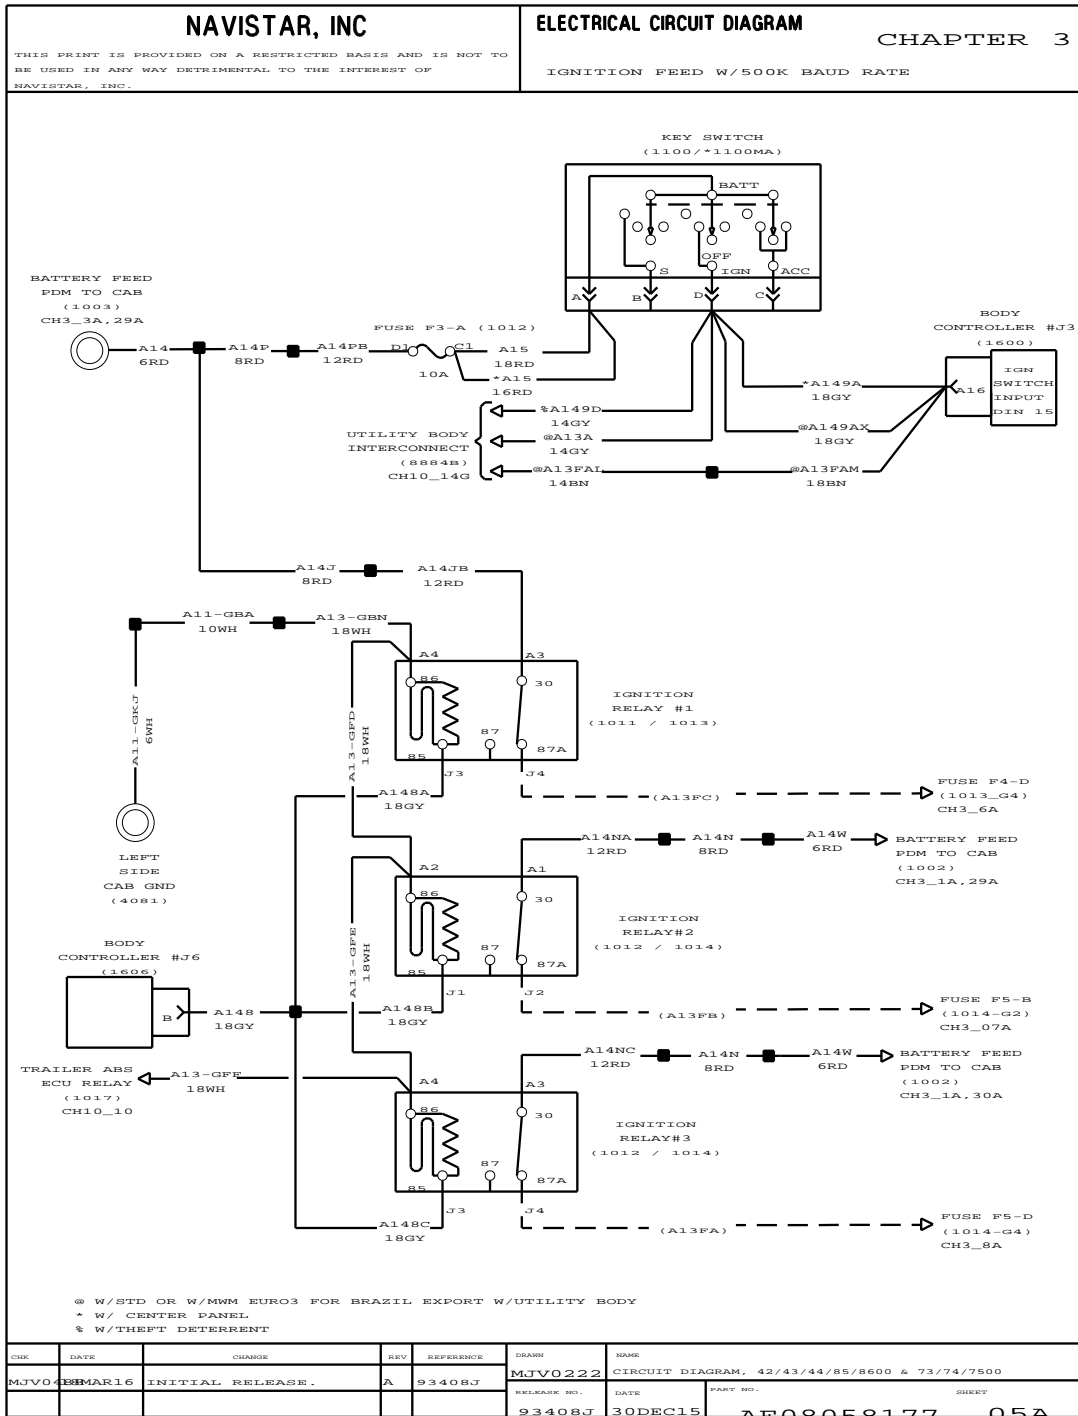 NAVISTAR, INC
THIS PRINT IS PROVIDED ON A RESTRICTED BASIS AND IS NOT TO
BE USED IN ANY WAY DETRIMENTAL TO THE INTEREST OF
NAVISTAR, INC.
ELECTRICAL CIRCUIT DIAGRAM
CHAPTER 3
IGNITION FEED W/500K BAUD RATE
KEY SWITCH
(1100/*1100MA)
BATT
OFF
S
IGN
ACC
A
B
D
C
BATTERY FEED
PDM TO CAB
(1003)
CH3_3A,29A
A14
6RD
A14P
8RD
A14PB
12RD
FUSE F3-A (1012)
D1
C1
10A
A15
18RD
*A15
16RD
BODY
CONTROLLER #J3
(1600)
IGN
SWITCH
INPUT
DIN 15
A16
*A149A
18GY
%A149D
14GY
@A149AX
18GY
@A13A
14GY
@A13FAL
14BN
@A13FAM
18BN
UTILITY BODY
INTERCONNECT
(8884B)
CH10_14G
A14J
8RD
A14JB
12RD
A11-GBA
10WH
A13-GBN
18WH
A11-GKJ
6WH
LEFT
SIDE
CAB GND
(4081)
A4
A3
86
30
87
85
87A
J3
J4
IGNITION
RELAY #1
(1011 / 1013)
A13-GFD
18WH
A148A
18GY
(A13FC)
FUSE F4-D
(1013_G4)
CH3_6A
A14NA
12RD
A14N
8RD
A14W
6RD
BATTERY FEED
PDM TO CAB
(1002)
CH3_1A,29A
A2
A1
86
30
87
85
87A
J1
J2
IGNITION
RELAY#2
(1012 / 1014)
A13-GFE
18WH
BODY
CONTROLLER #J6
(1606)
B
A148
18GY
A148B
18GY
(A13FB)
FUSE F5-B
(1014-G2)
CH3_07A
A14NC
12RD
A14N
8RD
A14W
6RD
BATTERY FEED
PDM TO CAB
(1002)
CH3_1A,30A
TRAILER ABS
ECU RELAY
(1017)
CH10_10
A13-GFF
18WH
A4
A3
86
30
87
85
87A
J3
J4
IGNITION
RELAY#3
(1012 / 1014)
A148C
18GY
(A13FA)
FUSE F5-D
(1014-G4)
CH3_8A
@ W/STD OR W/MWM EURO3 FOR BRAZIL EXPORT W/UTILITY BODY
* W/ CENTER PANEL
% W/THEFT DETERRENT
CHK
DATE
CHANGE
REV
REFERENCE
MAR16
INITIAL RELEASE.
A
93408J
DRAWN
MJV0222
NAME
CIRCUIT DIAGRAM, 42/43/44/85/8600 & 73/74/7500
RELEASE NO.
93408J
DATE
30DEC15
PART NO.
AF08058177
SHEET
05A